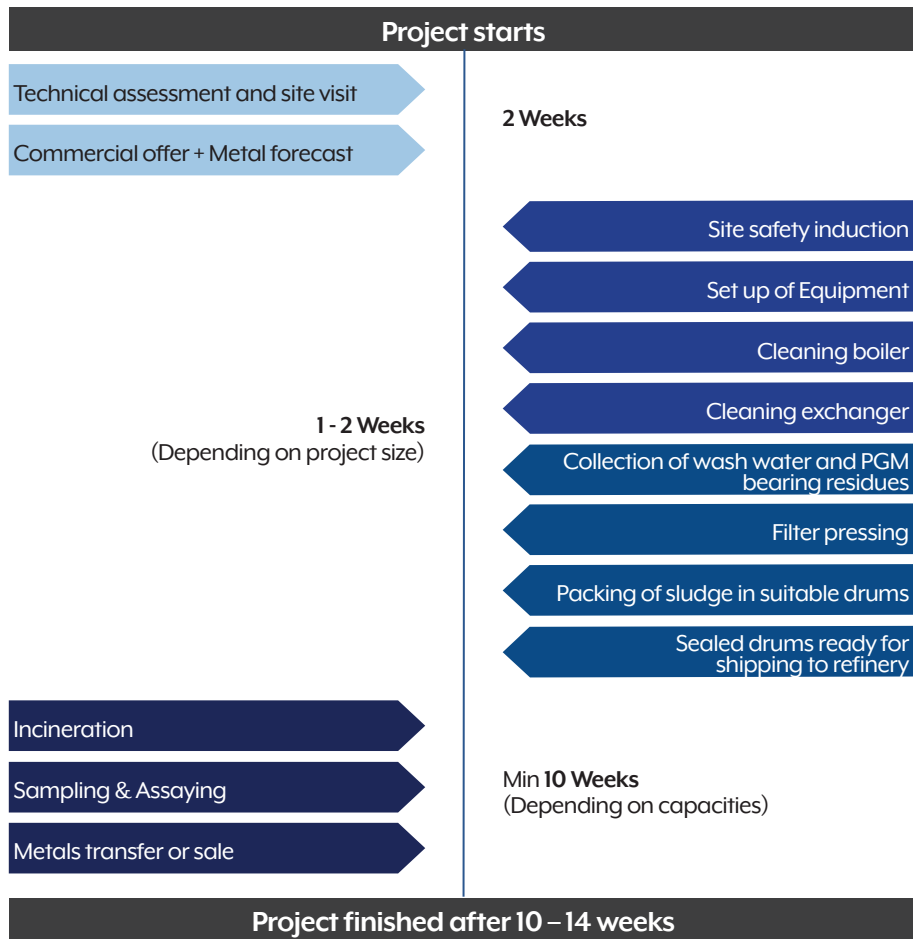 Project starts
Technical assessment and site visit
Commercial offer + Metal forecast
2 Weeks
Site safety induction
Set up of Equipment
Cleaning boiler
Cleaning exchanger
1 - 2 Weeks
(Depending on project size)
Collection of wash water and PGM
bearing residues
Filter pressing
Packing of sludge in suitable drums
Sealed drums ready for
shipping to refinery
Incineration
Sampling & Assaying
Metals transfer or sale
Min 10 Weeks
(Depending on capacities)
Project finished after 10 – 14 weeks